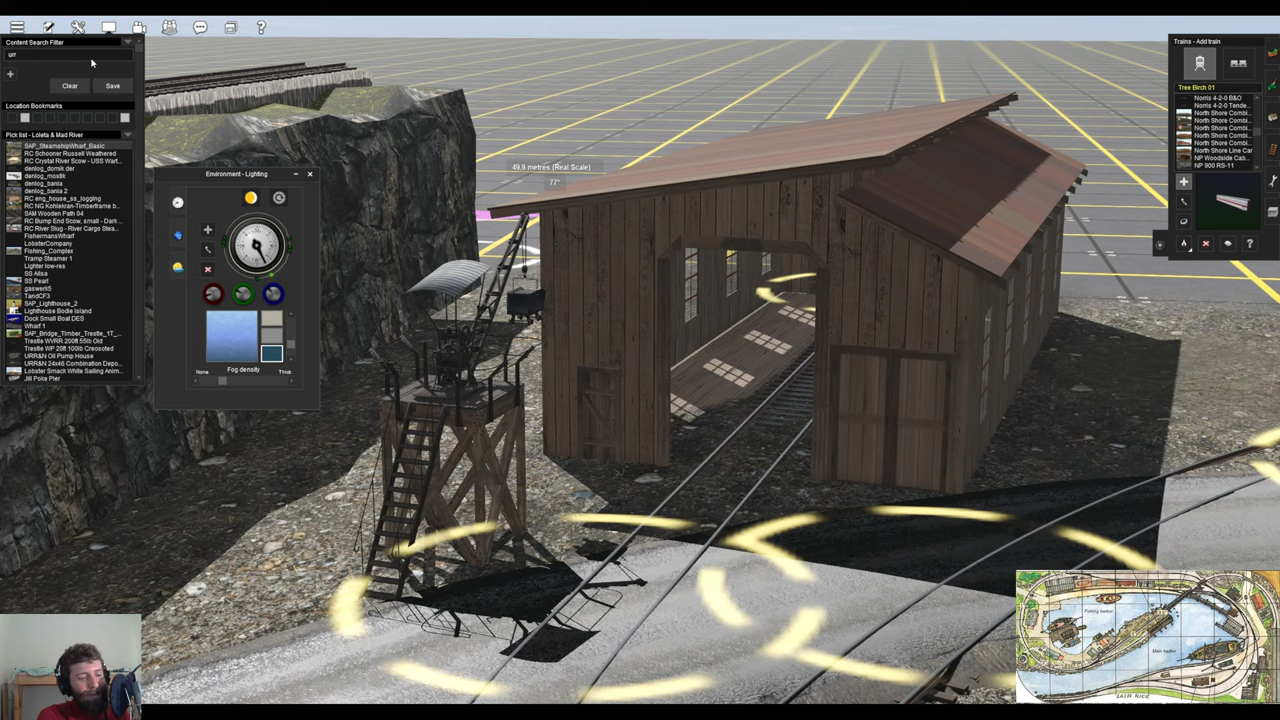 Content Search Filter
urr
Clear
Save
Location Bookmarks
Pick list - Loleta & Mad River
SAP_SteamshipWharf_Basic
RC Schooner Russell Weathered
RC Crystal River Scow - USS Wart...
denlog_domik der
denlog_mostik
denlog_bania
denlog_bania 2
RC eng_house_ss_logging
RC NG Kohlekran-Timberframe b...
SAM Wooden Path 04
RC Bump End Scow, small - Dark ...
RC River Slug - River Cargo Stea...
FishermansWharf
LobsterCompany
Fishing_Complex
Tramp Steamer 1
Lighter low-res
SS Ailsa
SS Pearl
gaswerk5
TandCF3
SAP_Lighthouse_2
Lighthouse Bodie Island
Dock Small Boat DES
Wharf 1
SAP_Bridge_Timber_Trestle_1T_...
Trestle WVRR 200ft 55lb Old
Trestle WP 20ft 100lb Creosoted
URR&N Oil Pump House
URR&N 24x46 Combination Depo...
Lobster Smack White Sailing Anim...
Jill Poke Pier
Environment - Lighting
None
Fog density
Thick
49.9 metres (Real Scale)
77°
Trains - Add train
Tree Birch 01
Norris 4-2-0 B&O
Norris 4-2-0 Tende...
North Shore Combi...
North Shore Combi...
North Shore Combi...
North Shore Combi...
North Shore Combi...
North Shore Line Car
NP Woodside Cab...
NP 900 RS-11
Fishing harbor
Main harbor